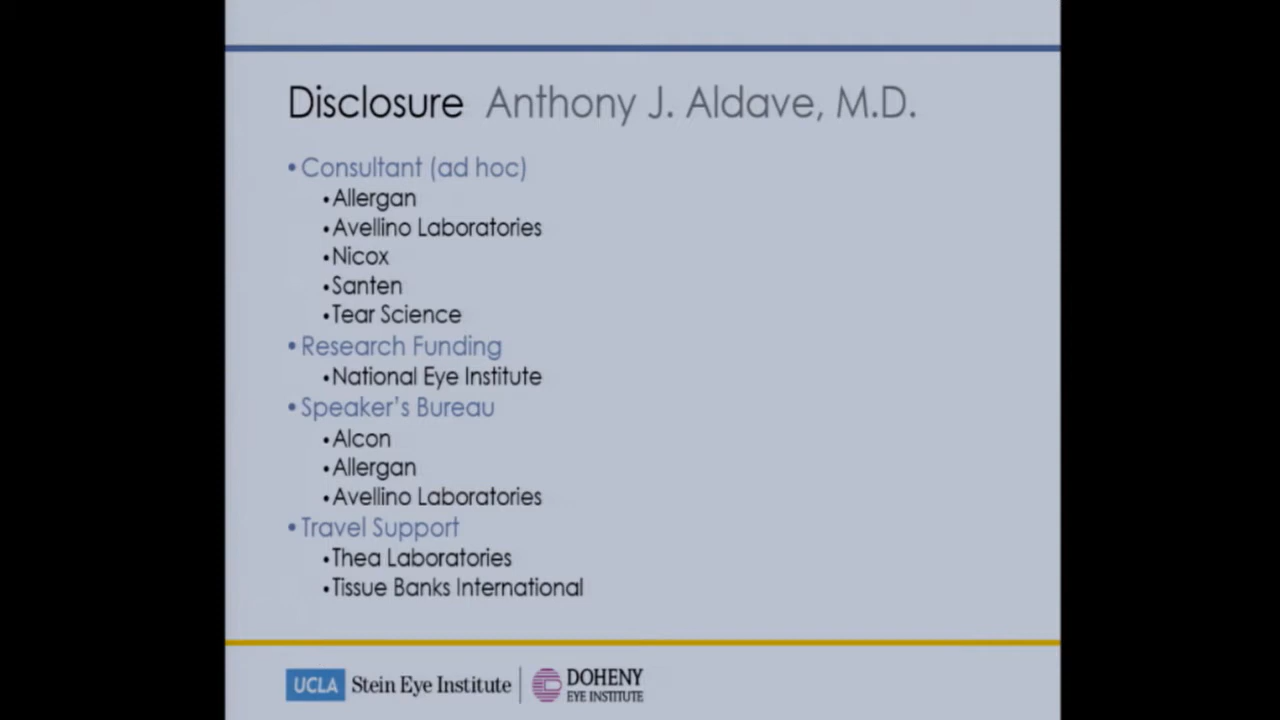 Disclosure Anthony J. Aldave, M.D.
• Consultant (ad hoc)
• Allergan
• Avellino Laboratories
• Nicox
• Santen
• Tear Science
• Research Funding
• National Eye Institute
• Speaker's Bureau
• Alcon
• Allergan
• Avellino Laboratories
• Travel Support
• Thea Laboratories
• Tissue Banks International
UCLA Stein Eye Institute DOHENY
EYE INSTITUTE